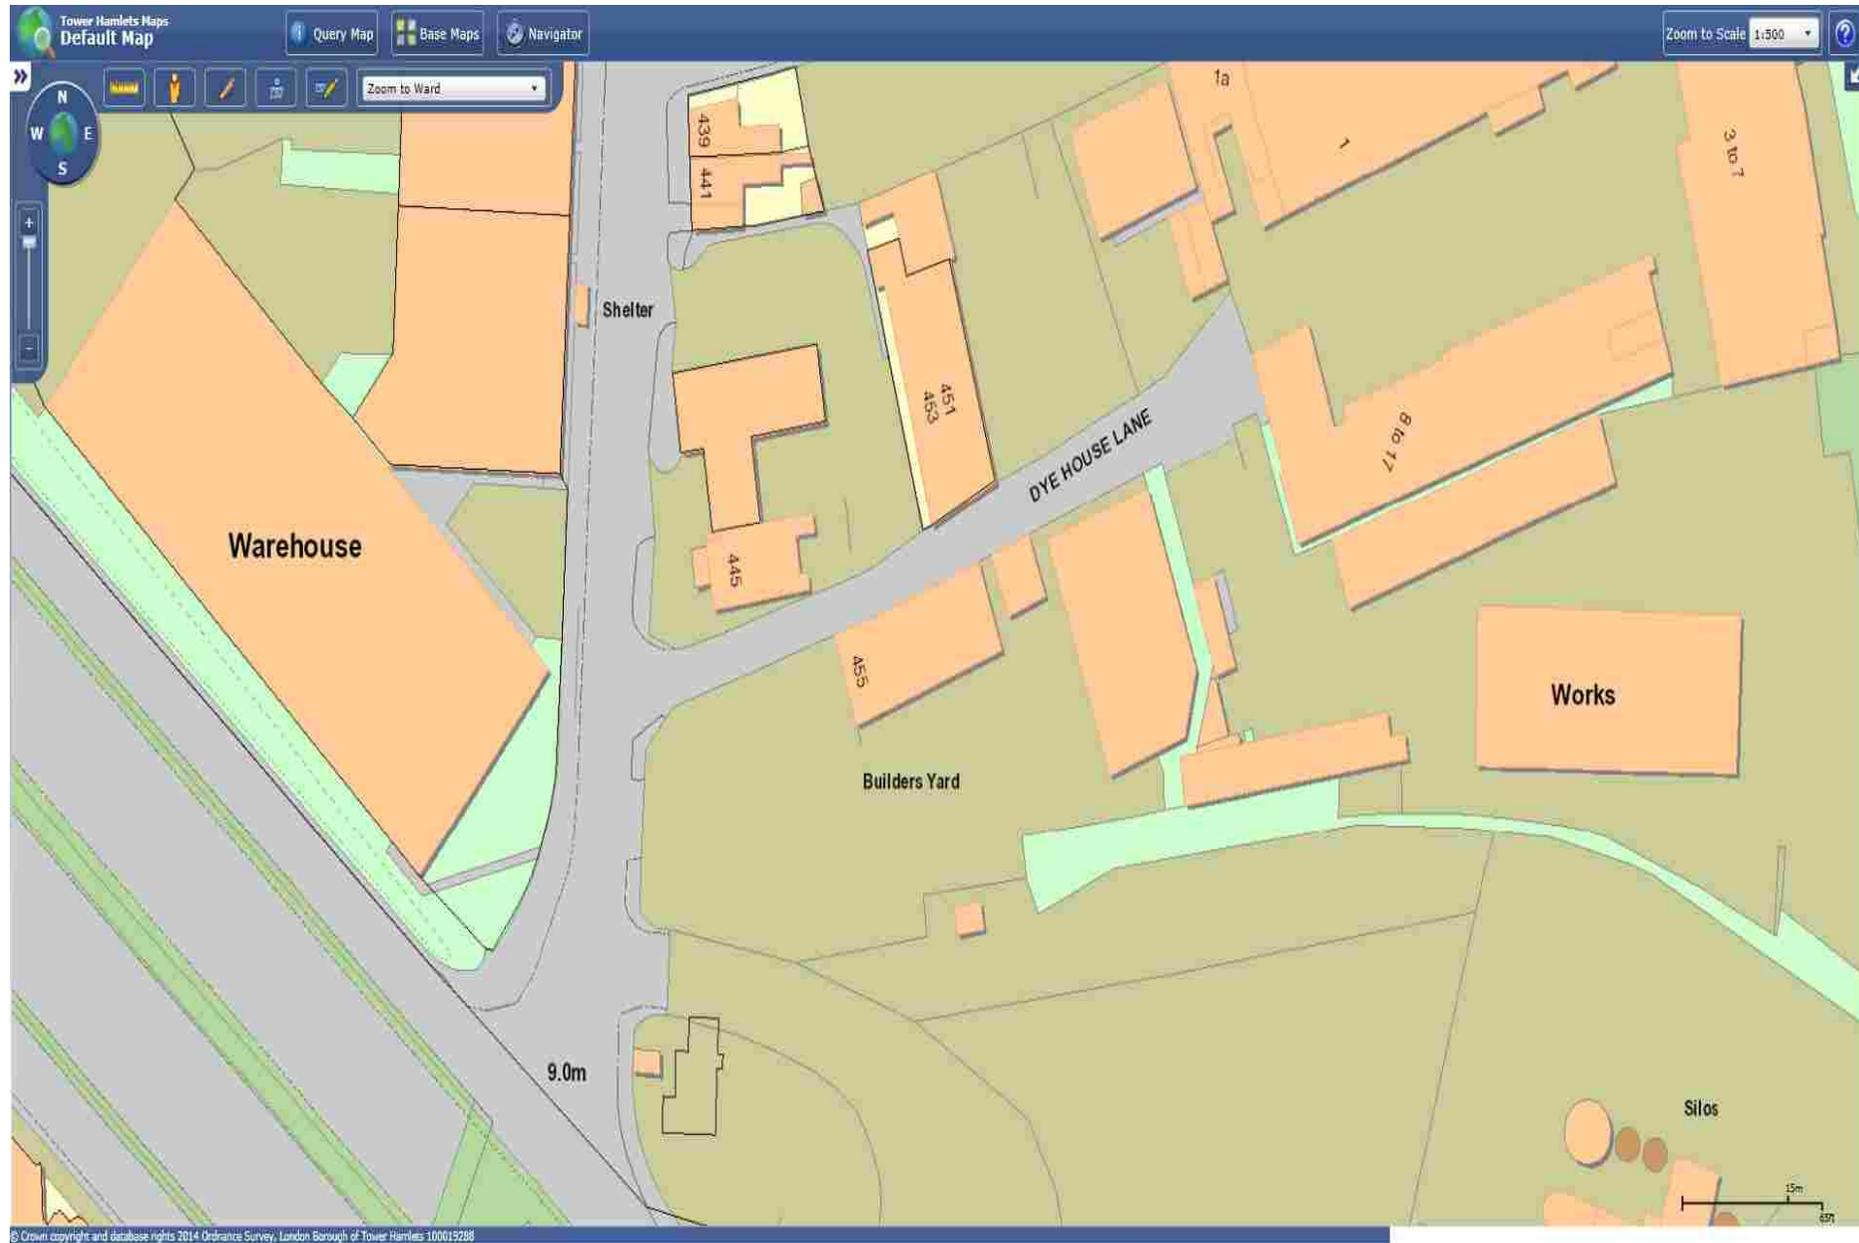 Tower Hamlets Maps
Default Map
Query Map
Base Maps
Navigator
Zoom to Scale
1:500
?
Zoom to Ward
N
W
E
S
1a
439
441
1
3 to 7
Shelter
451
453
DYE HOUSE LANE
8 to 17
Warehouse
445
455
Works
Builders Yard
9.0m
Silos
15m
© Crown copyright and database rights 2014 Ordnance Survey, London Borough of Tower Hamlets 100019288